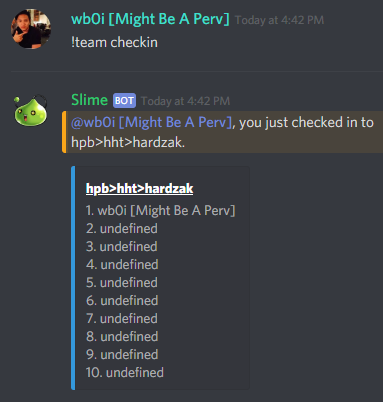 wb0i [Might Be A Perv] Today at 4:42 PM
!team checkin
Slime BOT Today at 4:42 PM
@wb0i [Might Be A Perv], you just checked in to
hpb>hht>hardzak.
hpb>hht>hardzak
1. wb0i [Might Be A Perv]
2. undefined
3. undefined
4. undefined
5. undefined
6. undefined
7. undefined
8. undefined
9. undefined
10. undefined